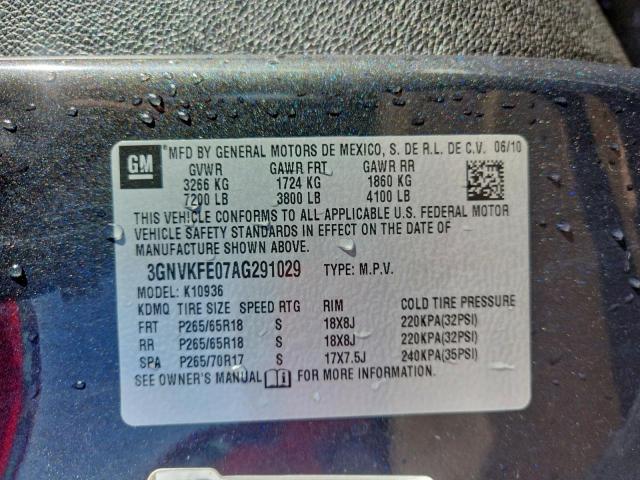 GM ®MFD BY GENERAL MOTORS DE MEXICO, S. DE R.L. DE C.V. 06/10
GVWR GAWR FRT GAWR RR
3266 KG 1724 KG 1860 KG
7200 LB 3800 LB 4100 LB
THIS VEHICLE CONFORMS TO ALL APPLICABLE U.S. FEDERAL MOTOR
VEHICLE SAFETY STANDARDS IN EFFECT ON THE DATE OF
MANUFACTURE SHOWN ABOVE.
3GNVKFE07AG291029 TYPE: M.P.V.
MODEL: K10936
KDMQ TIRE SIZE SPEED RTG RIM COLD TIRE PRESSURE
FRT P265/65R18 S 18X8J 220KPA(32PSI)
RR P265/65R18 S 18X8J 220KPA(32PSI)
SPA P265/70R17 S 17X7.5J 240KPA(35PSI)
SEE OWNER'S MANUAL i FOR MORE INFORMATION.